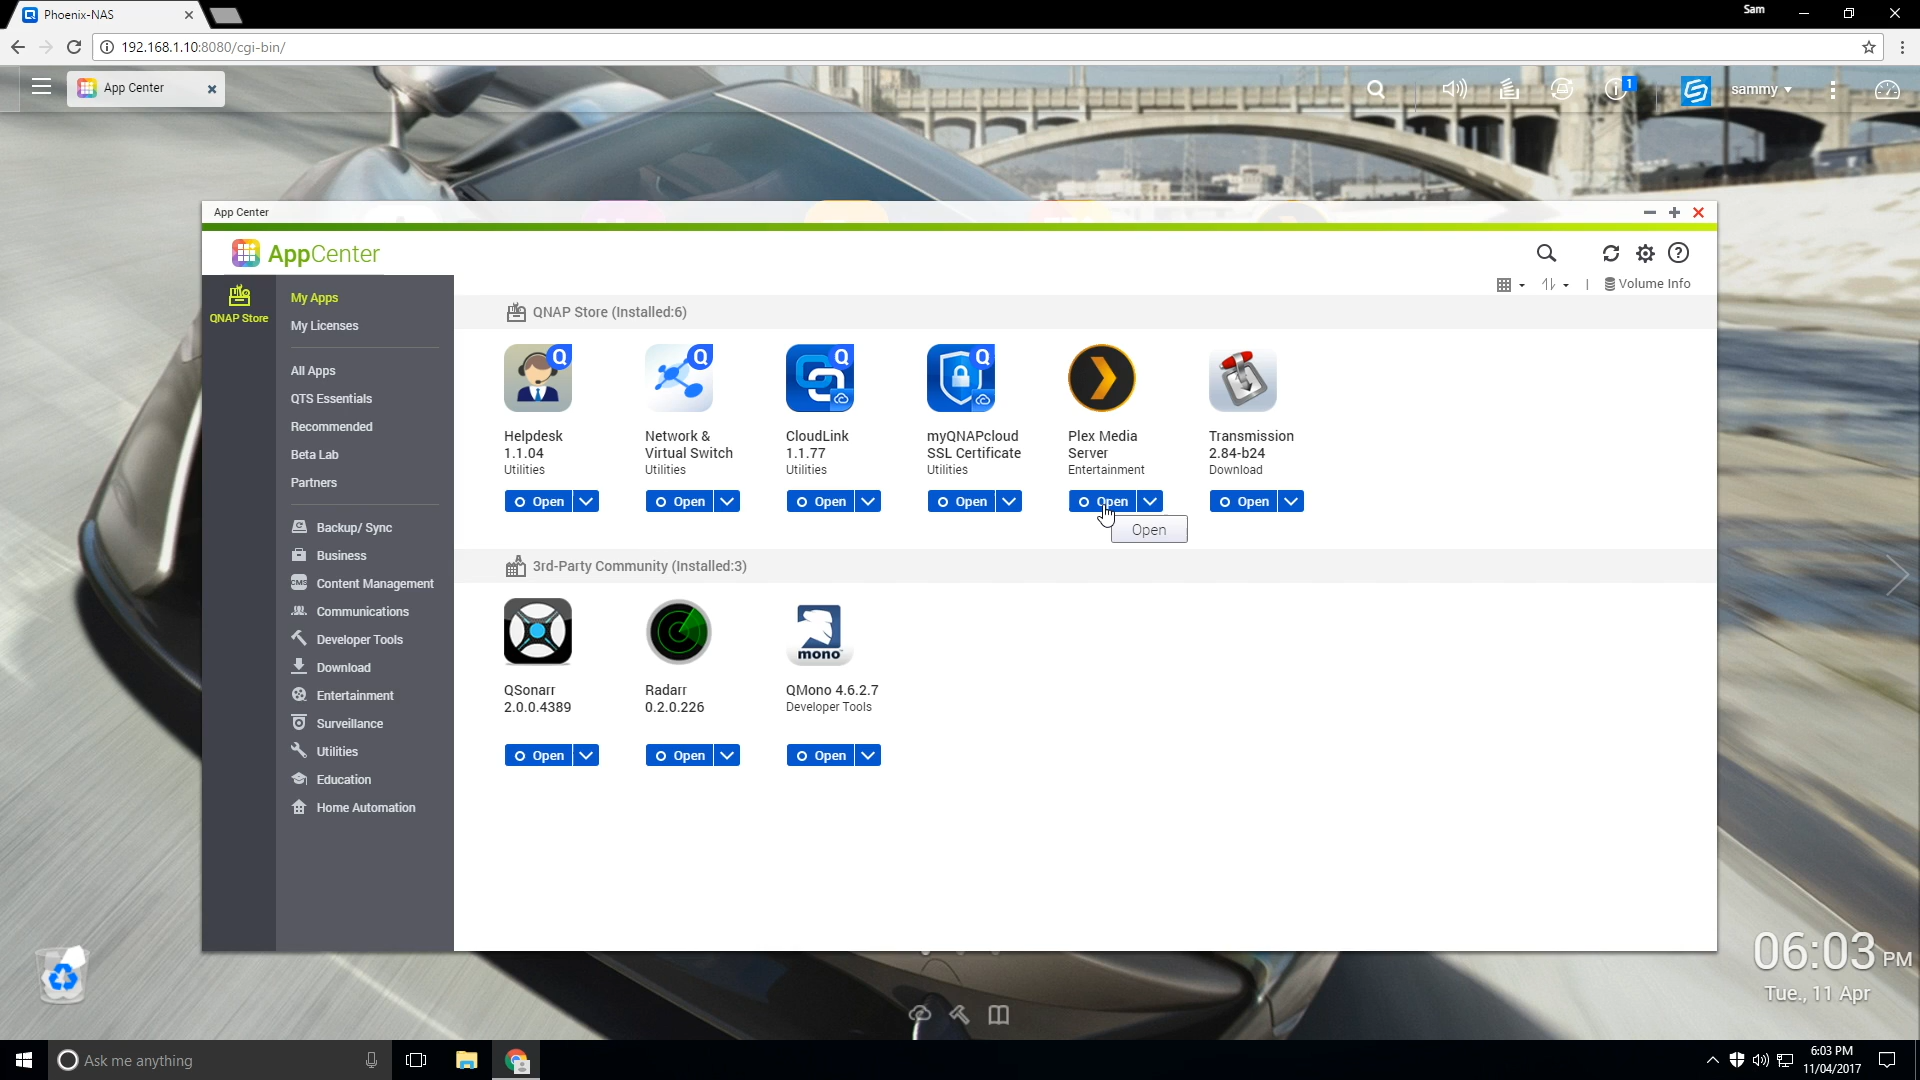 Phoenix-NAS
Sam
192.168.1.10:8080/cgi-bin/
App Center
1
sammy
App Center
AppCenter
Volume Info
QNAP Store
My Apps
My Licenses
All Apps
QTS Essentials
Recommended
Beta Lab
Partners
Backup/ Sync
Business
CMS
Content Management
Communications
Developer Tools
Download
Entertainment
Surveillance
Utilities
Education
Home Automation
QNAP Store (Installed:6)
Helpdesk
1.1.04
Utilities
Open
Network &
Virtual Switch
Utilities
Open
CloudLink
1.1.77
Utilities
Open
myQNAPcloud
SSL Certificate
Utilities
Open
Plex Media
Server
Entertainment
Open
Open
Transmission
2.84-b24
Download
Open
3rd-Party Community (Installed:3)
QSonarr
2.0.0.4389
Open
Radarr
0.2.0.226
Open
mono
QMono 4.6.2.7
Developer Tools
Open
06:03 PM
Tue., 11 Apr
Ask me anything
6:03 PM
11/04/2017